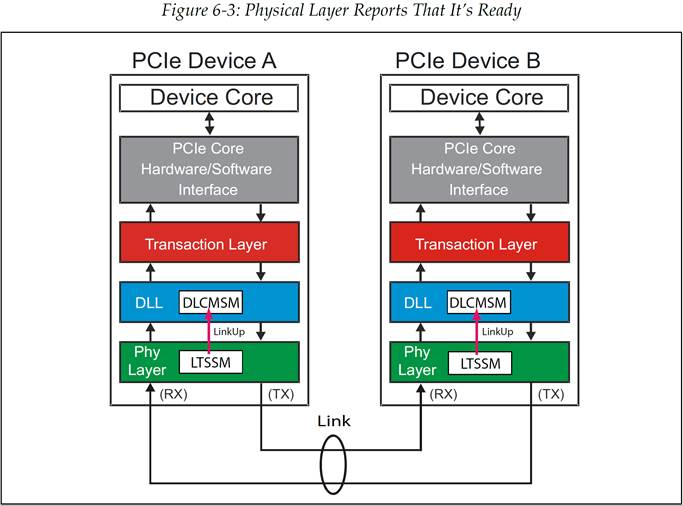 Figure 6-3: Physical Layer Reports That It's Ready
PCIe Device A
Device Core
PCIe Core
Hardware/Software
Interface
Transaction Layer
DLL
DLCMSM
LinkUp
Phy
Layer
LTSSM
(RX)
(TX)
PCIe Device B
Device Core
PCIe Core
Hardware/Software
Interface
Transaction Layer
DLL
DLCMSM
LinkUp
Phy
Layer
LTSSM
(RX)
(TX)
Link